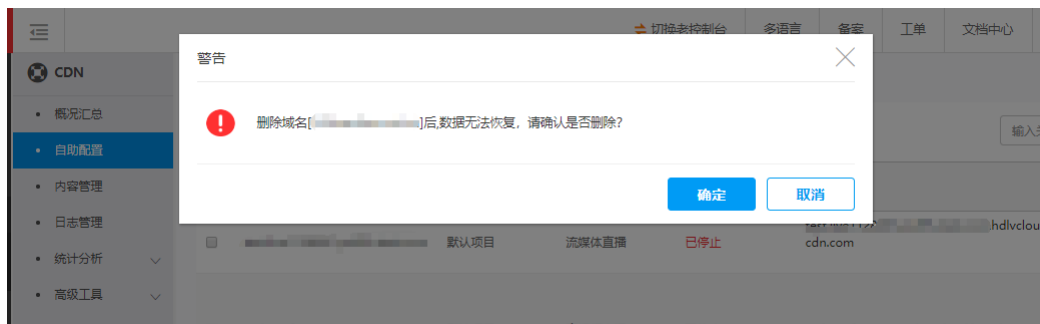 切换老控制台 多语言 备案 工单 文档中心
CDN
概况汇总
自助配置
内容管理
日志管理
统计分析
高级工具
警告
删除域名[ ]后,数据无法恢复，请确认是否删除?
确定 取消
输入
默认项目 流媒体直播 已停止 hdlvclou
cdn.com